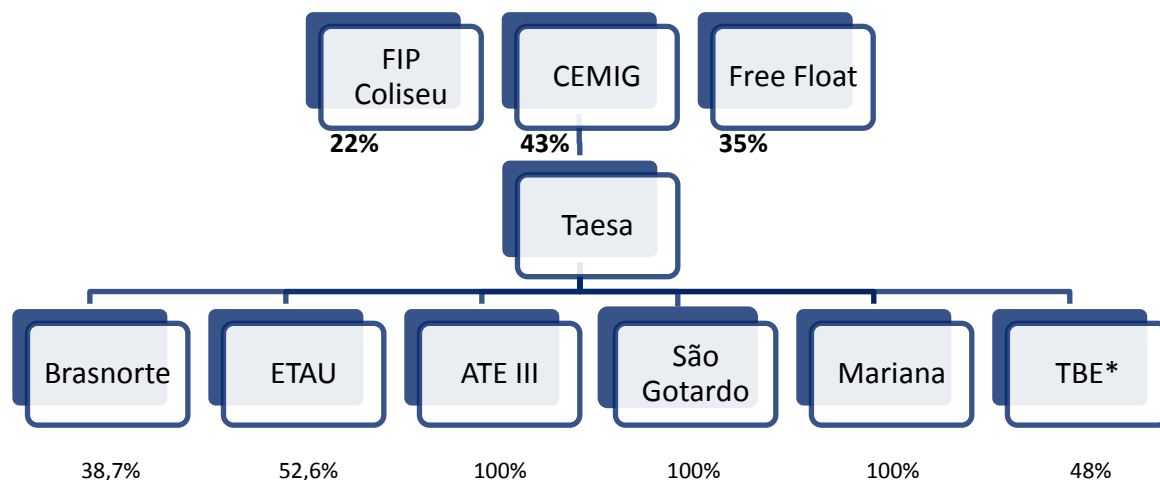 FIP
Coliseu
CEMIG
Free Float
22%
43%
35%
Taesa
Brasnorte
ETAU
ATE III
São
Gotardo
Mariana
TBE*
38,7%
52,6%
100%
100%
100%
48%